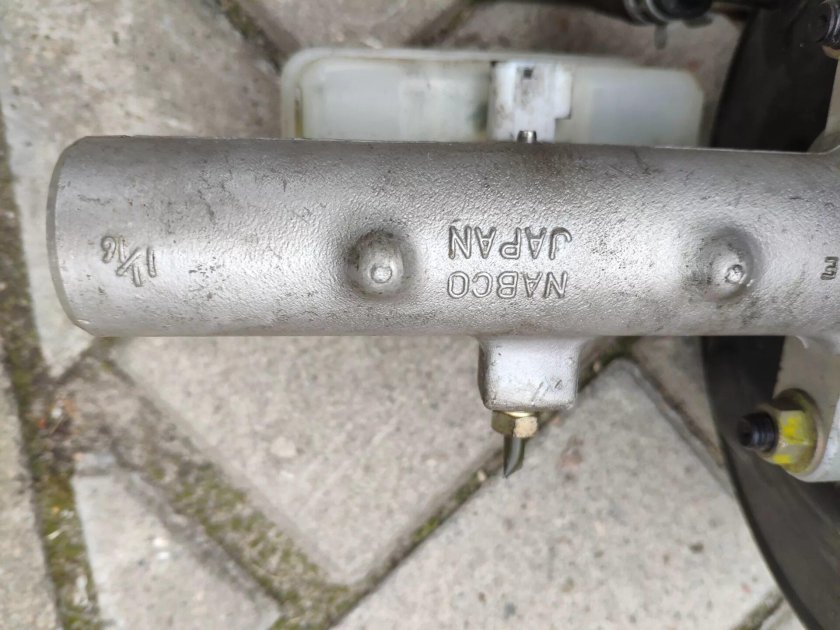 NABCO
JAPAN
1 1/16